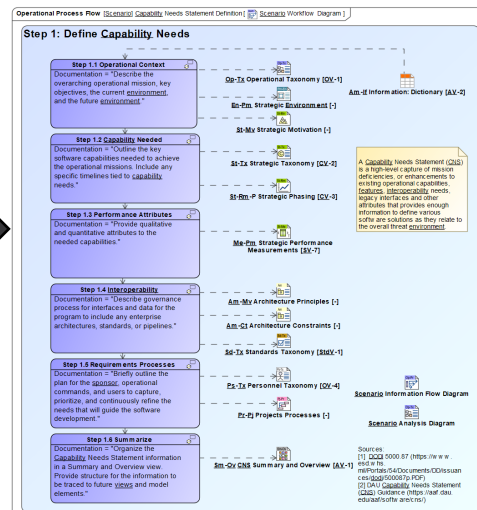 Operational Process Flow [Scenario] Capability Needs Statement Definition [ Scenario Workflow Diagram ]
Step 1: Define Capability Needs
Step 1.1 Operational Context
Documentation = "Describe the
overarching operational mission, key
objectives, the current environment,
and the future environment."
Op-Tx Operational Taxonomy [OV-1]
En-Pm Strategic Environment [-]
St-Mv Strategic Motivation [-]
Am-If Information: Dictionary [AV-2]
Step 1.2 Capability Needed
Documentation = "Outline the key
software capabilities needed to achieve
the operational missions. Include any
specific timelines tied to capability
needs."
St-Tx Strategic Taxonomy [CV-2]
St-Rm-P Strategic Phasing [CV-3]
A Capability Needs Statement (CNS)
is a high-level capture of mission
deficiencies, or enhancements to
existing operational capabilities,
features, interoperability needs,
legacy interfaces and other
attributes that provides enough
information to define various
softw are solutions as they relate to
the overall threat environment.
Step 1.3 Performance Attributes
Documentation = "Provide qualitative
and quantitative attributes to the
needed capabilities."
Me-Pm Strategic Performance
Measurements [SV-7]
Step 1.4 Interoperability
Documentation = "Describe governance
process for interfaces and data for the
program to include any enterprise
architectures, standards, or pipelines."
Am-Mv Architecture Principles [-]
Am-Ct Architecture Constraints [-]
Sd-Tx Standards Taxonomy [StdV-1]
Step 1.5 Requirements Processes
Documentation = "Briefly outline the
plan for the sponsor, operational
commands, and users to capture,
prioritize, and continuously refine the
needs that will guide the software
development."
Ps-Tx Personnel Taxonomy [OV-4]
Pr-Pj Projects Processes [-]
Scenario Information Flow Diagram
Scenario Analysis Diagram
Step 1.6 Summarize
Documentation = "Organize the
Capability Needs Statement information
in a Summary and Overview view.
Provide structure for the information to
be traced to future views and model
elements."
Sm-Ov CNS Summary and Overview [AV-1]
Sources:
[1] DODI 5000.87 (https://w w w .
esd.w hs.
mil/Portals/54/Documents/DD/issuan
ces/dodi/500087p.PDF)
[2] DAU Capability Needs Statement
(CNS) Guidance (https://aaf.dau.
edu/aaf/softw are/cns/)